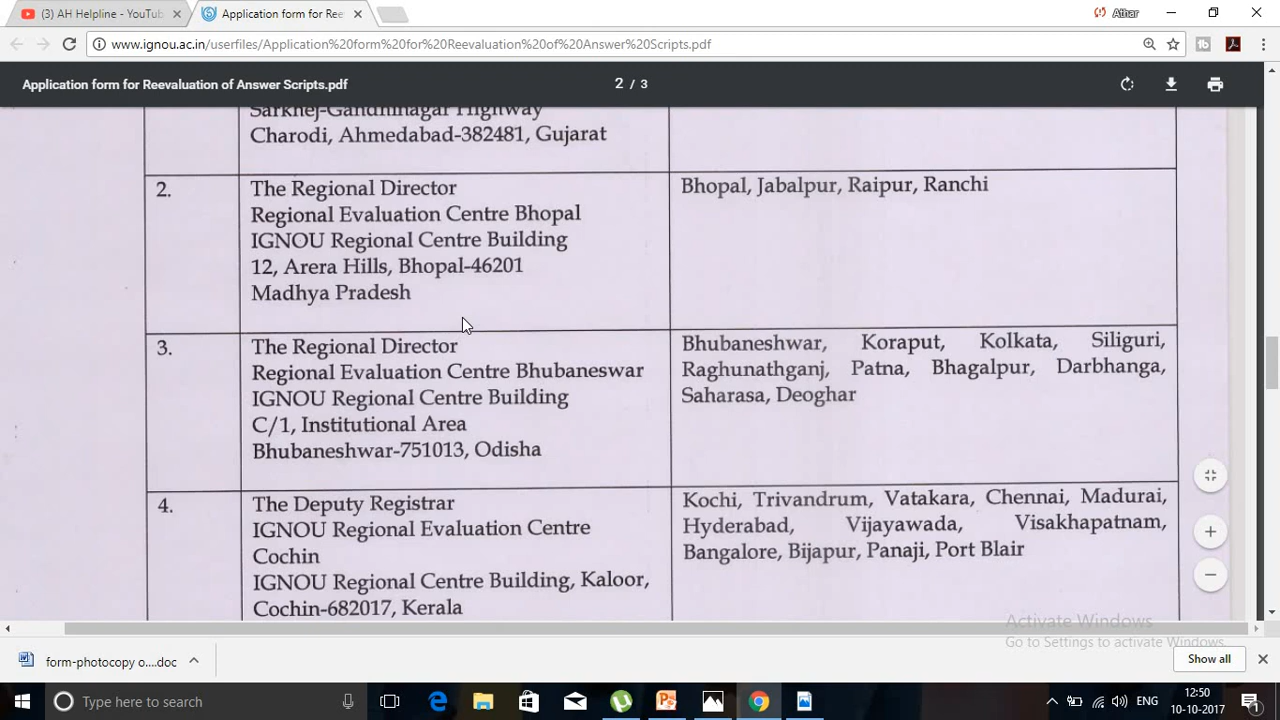 (3) AH Helpline - YouTub
Application form for Ree
Athar
www.ignou.ac.in/userfiles/Application%20form%20for%20Reevaluation%20of%20Answer%20Scripts.pdf
Application form for Reevaluation of Answer Scripts.pdf
2 / 3
Sarkhej-Gandhinagar Highway
Charodi, Ahmedabad-382481, Gujarat
2.
The Regional Director
Regional Evaluation Centre Bhopal
IGNOU Regional Centre Building
12, Arera Hills, Bhopal-46201
Madhya Pradesh
Bhopal, Jabalpur, Raipur, Ranchi
3.
The Regional Director
Regional Evaluation Centre Bhubaneswar
IGNOU Regional Centre Building
C/1, Institutional Area
Bhubaneshwar-751013, Odisha
Bhubaneshwar, Koraput, Kolkata, Siliguri,
Raghunathganj, Patna, Bhagalpur, Darbhanga,
Saharasa, Deoghar
4.
The Deputy Registrar
IGNOU Regional Evaluation Centre
Cochin
IGNOU Regional Centre Building, Kaloor,
Cochin-682017, Kerala
Kochi, Trivandrum, Vatakara, Chennai, Madurai,
Hyderabad, Vijayawada, Visakhapatnam,
Bangalore, Bijapur, Panaji, Port Blair
Activate Windows
Go to Settings to activate Windows.
form-photocopy o....doc
Show all
Type here to search
ENG
12:50
10-10-2017